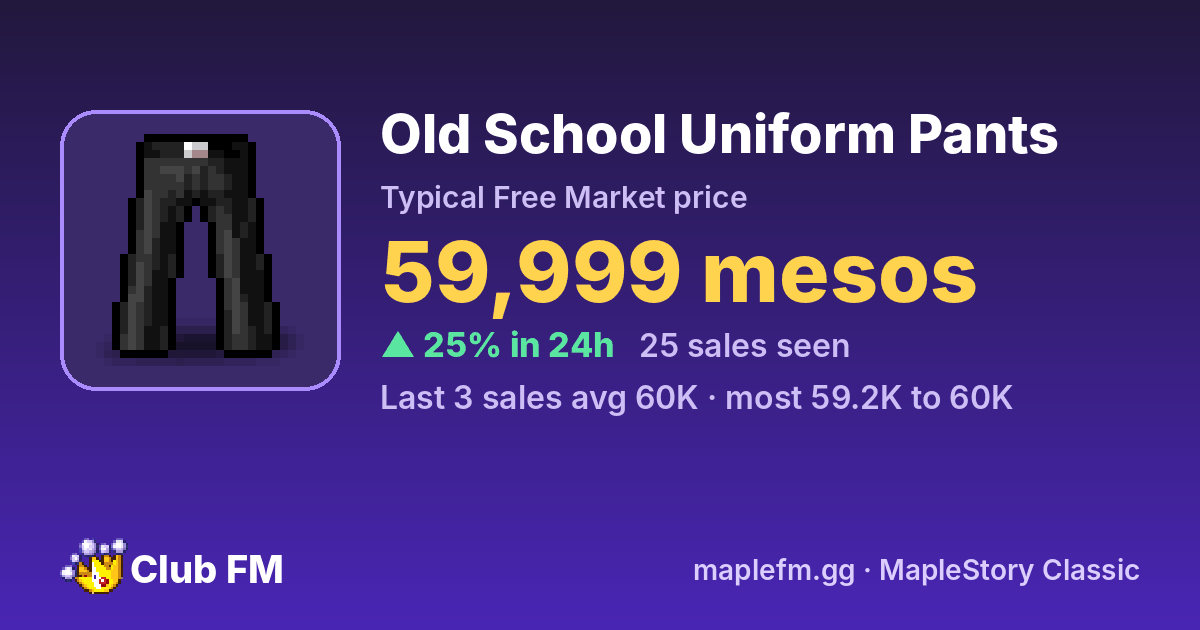 Old School Uniform Pants
Typical Free Market price
59,999 mesos
▲ 25% in 24h 25 sales seen
Last 3 sales avg 60K · most 59.2K to 60K
Club FM
maplefm.gg · MapleStory Classic